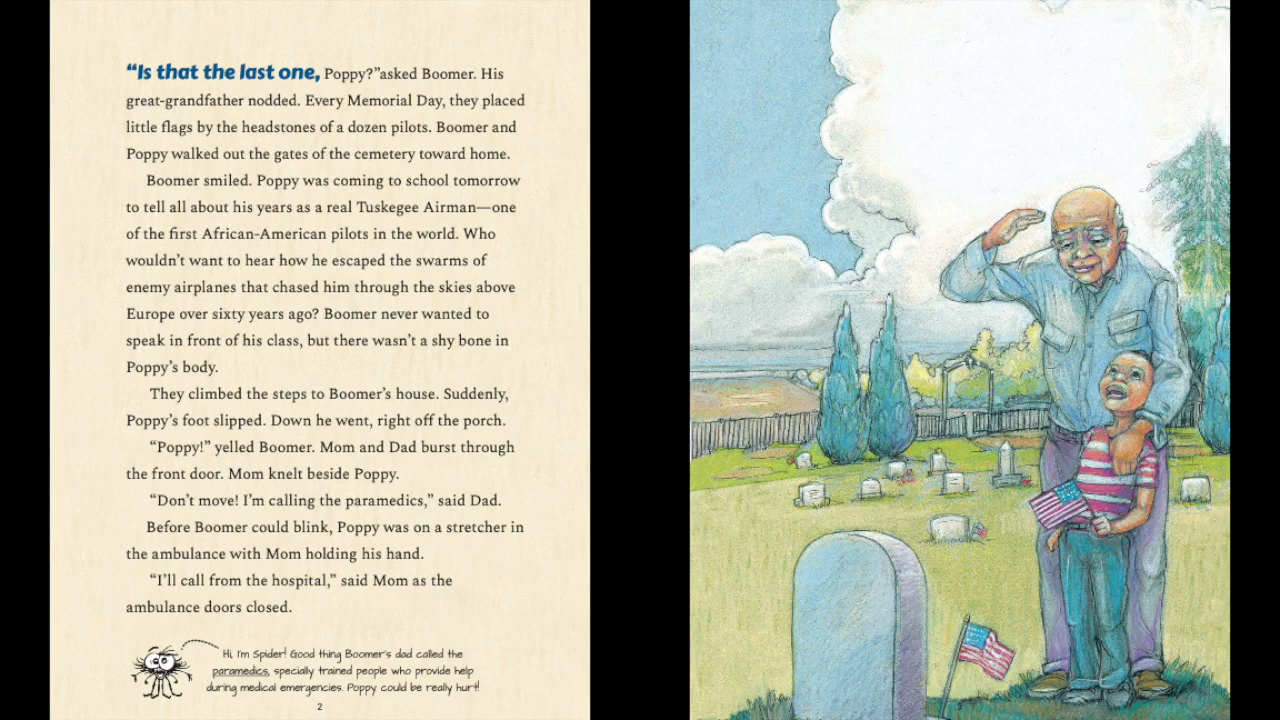 “Is that the last one, Poppy?”asked Boomer. His
great-grandfather nodded. Every Memorial Day, they placed
little flags by the headstones of a dozen pilots. Boomer and
Poppy walked out the gates of the cemetery toward home.
Boomer smiled. Poppy was coming to school tomorrow
to tell all about his years as a real Tuskegee Airman—one
of the first African-American pilots in the world. Who
wouldn’t want to hear how he escaped the swarms of
enemy airplanes that chased him through the skies above
Europe over sixty years ago? Boomer never wanted to
speak in front of his class, but there wasn’t a shy bone in
Poppy’s body.
They climbed the steps to Boomer’s house. Suddenly,
Poppy’s foot slipped. Down he went, right off the porch.
“Poppy!” yelled Boomer. Mom and Dad burst through
the front door. Mom knelt beside Poppy.
“Don’t move! I’m calling the paramedics,” said Dad.
Before Boomer could blink, Poppy was on a stretcher in
the ambulance with Mom holding his hand.
“I’ll call from the hospital,” said Mom as the
ambulance doors closed.
Hi, I’m Spider! Good thing Boomer’s dad called the
paramedics, specially trained people who provide help
during medical emergencies. Poppy could be really hurt!
2